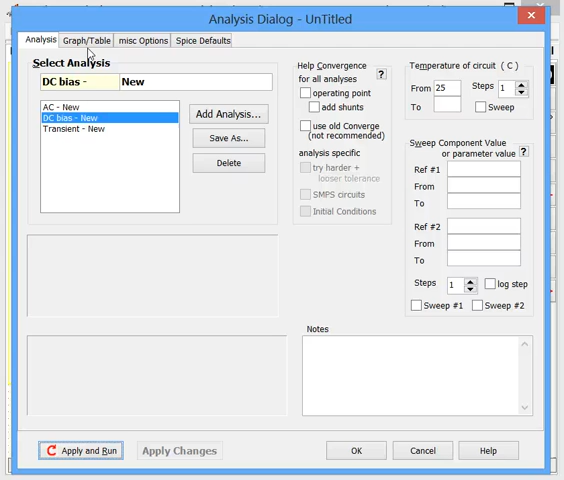 Analysis Dialog - UnTitled
Analysis
Graph/Table
misc Options
Spice Defaults
Select Analysis
DC bias -
New
AC - New
DC bias - New
Transient - New
Add Analysis...
Save As...
Delete
Help Convergence
for all analyses
?
operating point
add shunts
use old Converge
(not recommended)
analysis specific
try harder +
looser tolerance
SMPS circuits
Initial Conditions
Temperature of circuit ( C )
From 25
Steps 1
To
Sweep
Sweep Component Value
or parameter value
?
Ref #1
From
To
Ref #2
From
To
Steps 1
log step
Sweep #1
Sweep #2
Notes
Apply and Run
Apply Changes
OK
Cancel
Help